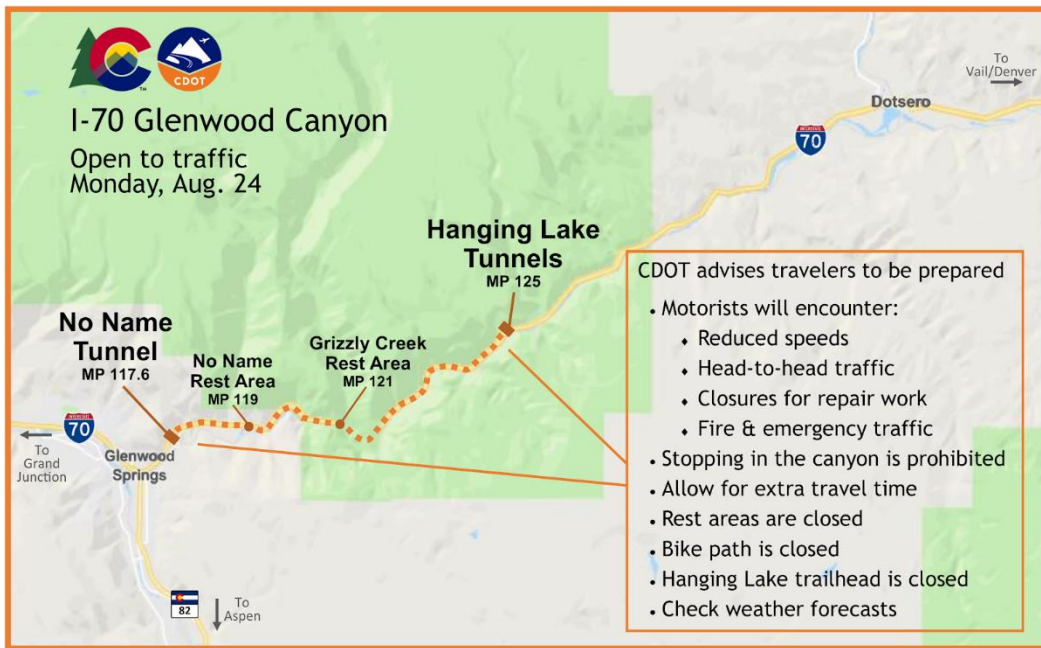 CDOT
I-70 Glenwood Canyon
Open to traffic
Monday, Aug. 24
To
Vail/Denver
Dotsero
INTERSTATE
70
Hanging Lake
Tunnels
MP 125
No Name
Tunnel
MP 117.6
No Name
Rest Area
MP 119
Grizzly Creek
Rest Area
MP 121
INTERSTATE
70
To
Grand
Junction
Glenwood
Springs
82
To
Aspen
CDOT advises travelers to be prepared
• Motorists will encounter:
♦ Reduced speeds
♦ Head-to-head traffic
♦ Closures for repair work
♦ Fire & emergency traffic
• Stopping in the canyon is prohibited
• Allow for extra travel time
• Rest areas are closed
• Bike path is closed
• Hanging Lake trailhead is closed
• Check weather forecasts